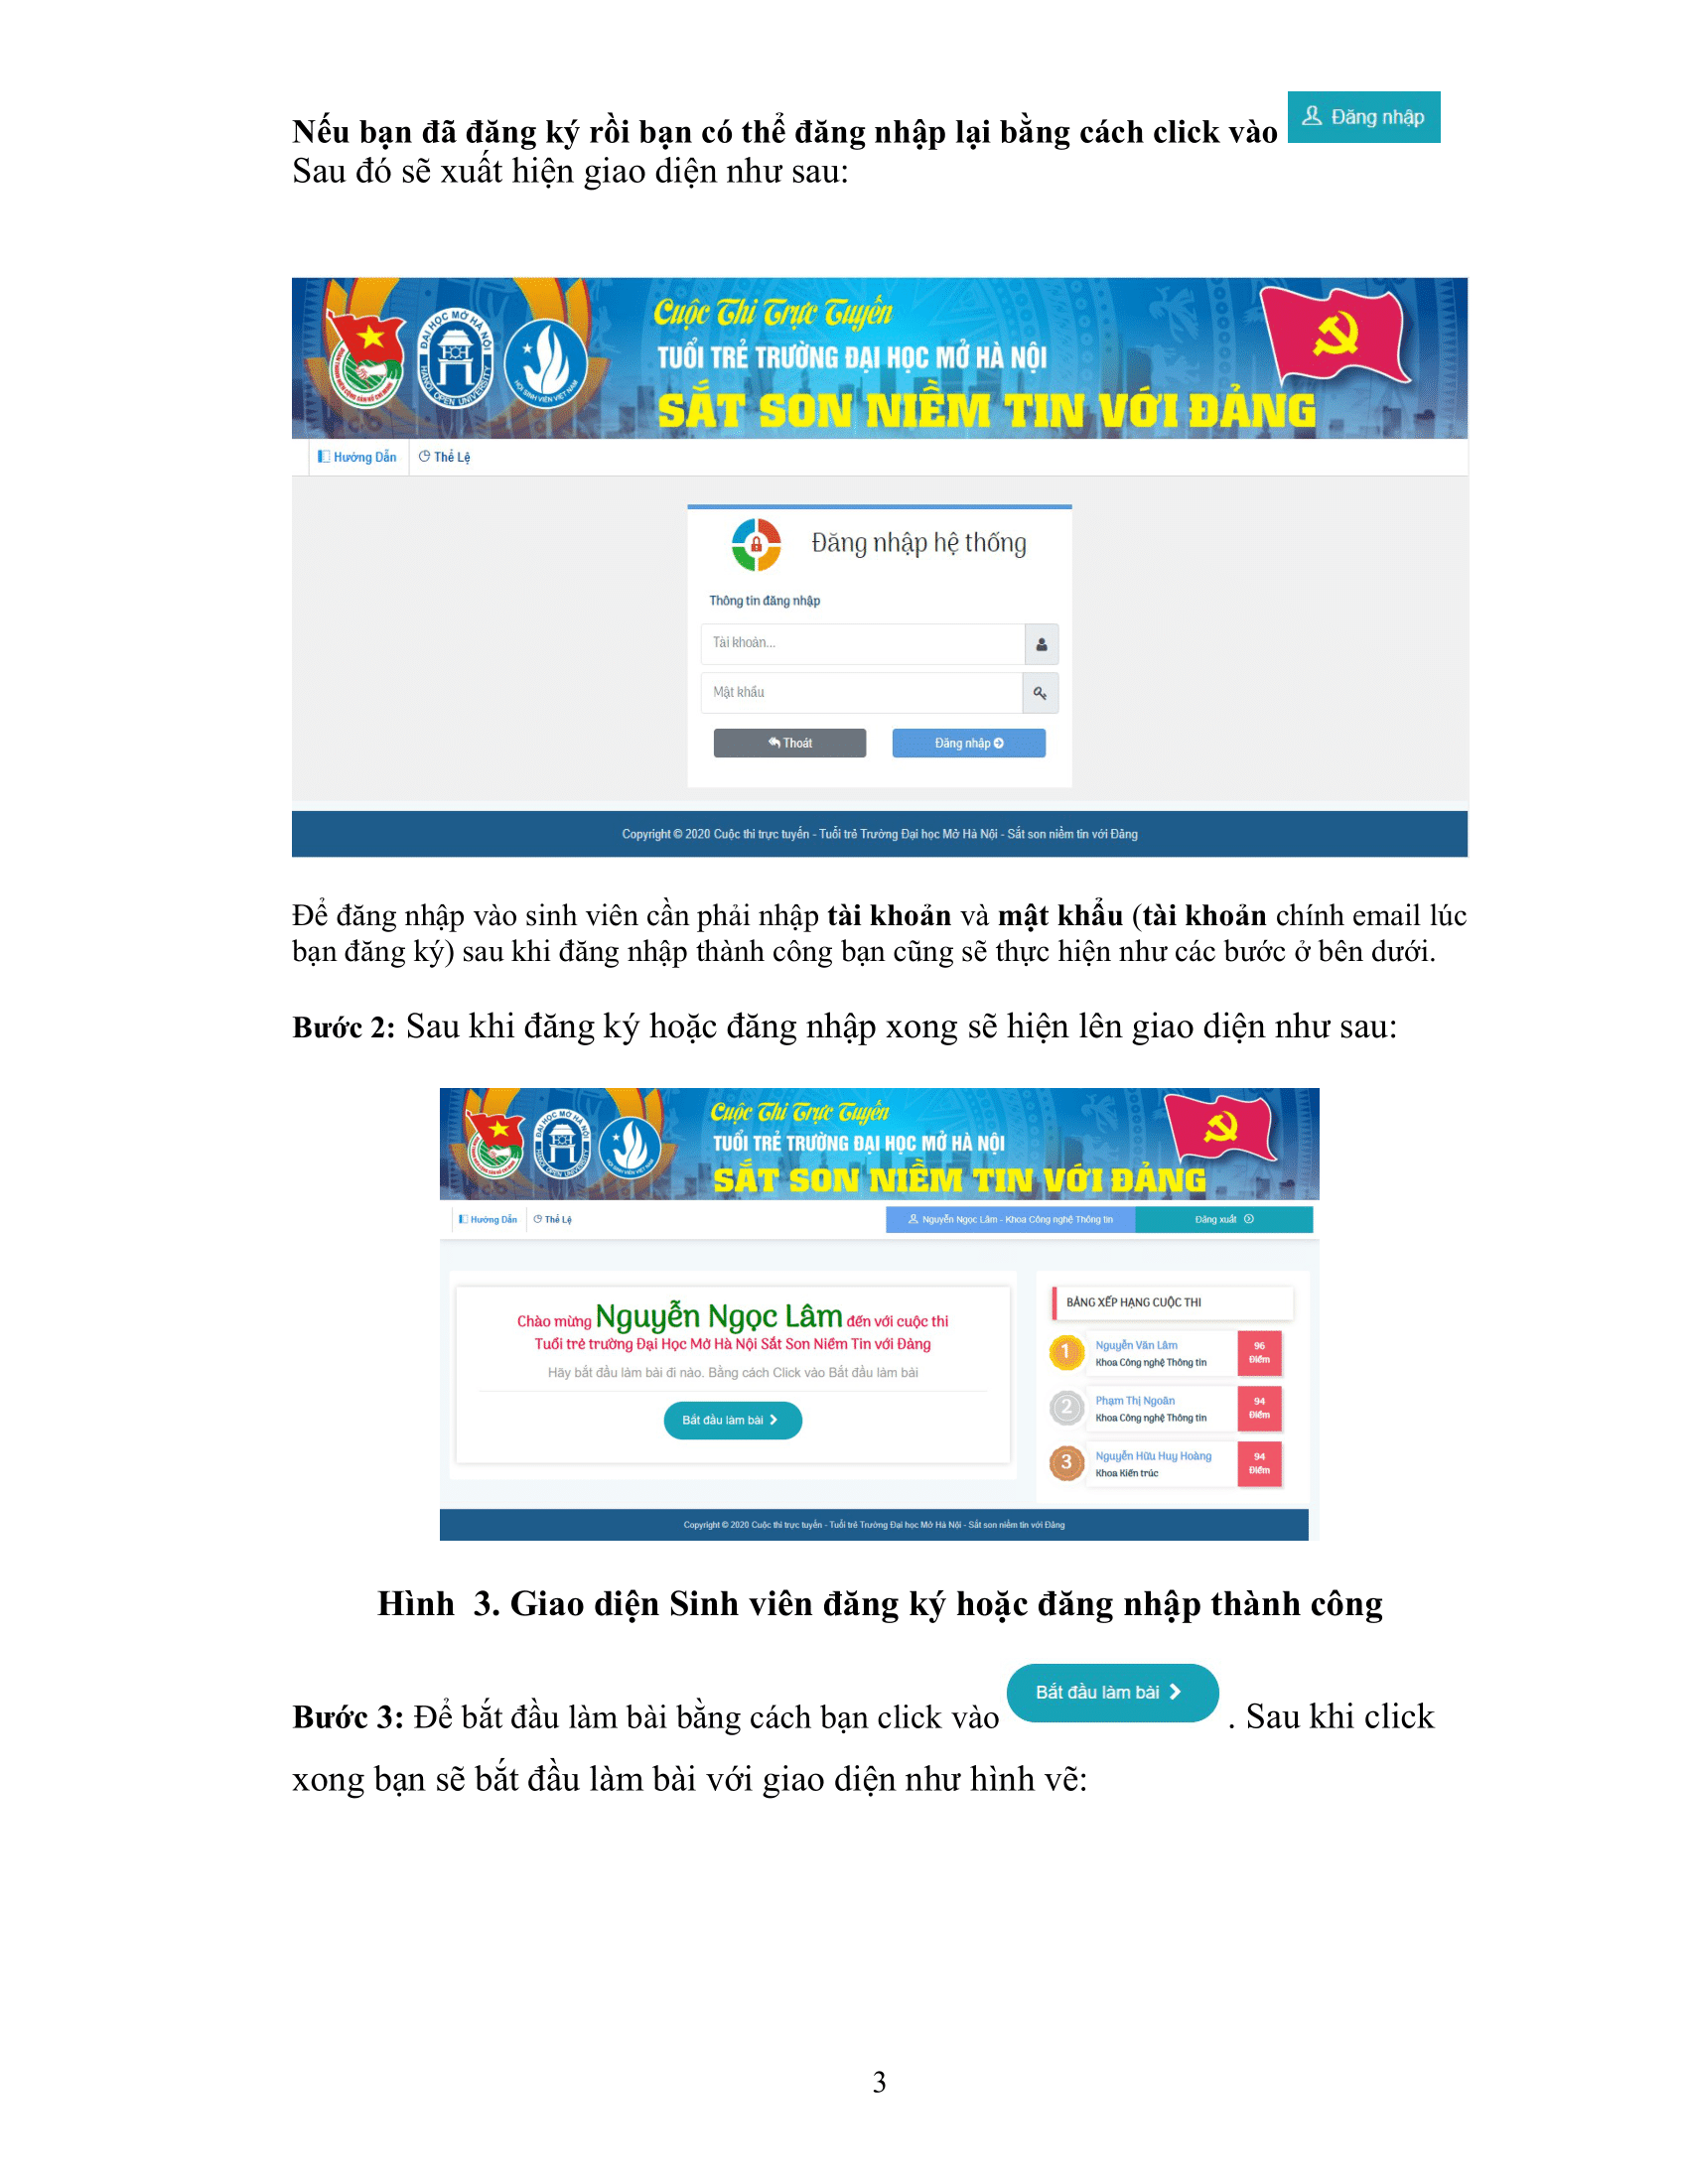 Nếu bạn đã đăng ký rồi bạn có thể đăng nhập lại bằng cách click vào Đăng nhập
Sau đó sẽ xuất hiện giao diện như sau:
Cuộc Thi Trực Tuyến
TUỔI TRẺ TRƯỜNG ĐẠI HỌC MỞ HÀ NỘI
SẮT SON NIỀM TIN VỚI ĐẢNG
ĐẠI HỌC MỞ HÀ NỘI
HANOI OPEN UNIVERSITY
HỘI SINH VIÊN VIỆT NAM
Hướng Dẫn Thể Lệ
Đăng nhập hệ thống
Thông tin đăng nhập
Tài khoản...
Mật khẩu
Thoát Đăng nhập
Copyright © 2020 Cuộc thi trực tuyến - Tuổi trẻ Trường Đại học Mở Hà Nội - Sắt son niềm tin với Đảng
Để đăng nhập vào sinh viên cần phải nhập tài khoản và mật khẩu (tài khoản chính email lúc
bạn đăng ký) sau khi đăng nhập thành công bạn cũng sẽ thực hiện như các bước ở bên dưới.
Bước 2: Sau khi đăng ký hoặc đăng nhập xong sẽ hiện lên giao diện như sau:
Cuộc Thi Trực Tuyến
TUỔI TRẺ TRƯỜNG ĐẠI HỌC MỞ HÀ NỘI
SẮT SON NIỀM TIN VỚI ĐẢNG
Hướng Dẫn Thể Lệ Nguyễn Ngọc Lâm - Khoa Công nghệ Thông tin Đăng xuất
Chào mừng Nguyễn Ngọc Lâm đến với cuộc thi
Tuổi trẻ trường Đại Học Mở Hà Nội Sắt Son Niềm Tin với Đảng
Hãy bắt đầu làm bài đi nào. Bằng cách Click vào Bắt đầu làm bài
Bắt đầu làm bài
BẢNG XẾP HẠNG CUỘC THI
1 Nguyễn Văn Lâm 96
Khoa Công nghệ Thông tin Điểm
2 Phạm Thị Ngoãn 94
Khoa Công nghệ Thông tin Điểm
3 Nguyễn Hữu Huy Hoàng 94
Khoa Kiến trúc Điểm
Copyright © 2020 Cuộc thi trực tuyến - Tuổi trẻ Trường Đại học Mở Hà Nội - Sắt son niềm tin với Đảng
Hình 3. Giao diện Sinh viên đăng ký hoặc đăng nhập thành công
Bước 3: Để bắt đầu làm bài bằng cách bạn click vào Bắt đầu làm bài . Sau khi click
xong bạn sẽ bắt đầu làm bài với giao diện như hình vẽ:
3